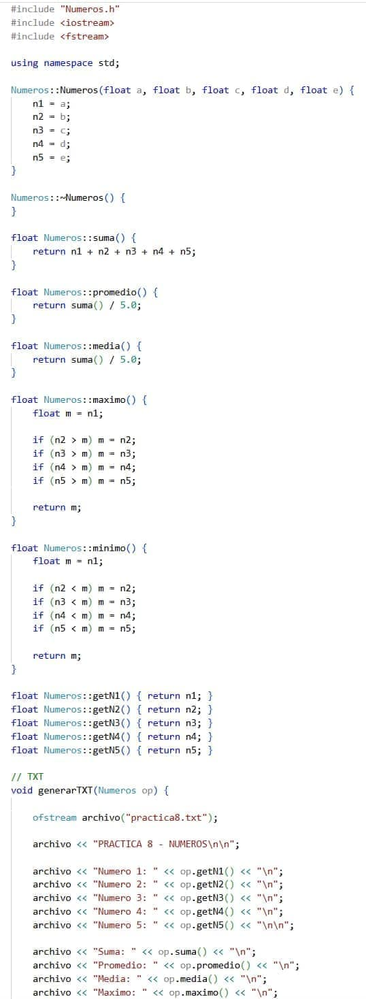 #include "Numeros.h"
#include <iostream>
#include <fstream>
using namespace std;
Numeros::Numeros(float a, float b, float c, float d, float e) {
n1 = a;
n2 = b;
n3 = c;
n4 = d;
n5 = e;
}
Numeros::~Numeros() {
}
float Numeros::suma() {
return n1 + n2 + n3 + n4 + n5;
}
float Numeros::promedio() {
return suma() / 5.0;
}
float Numeros::media() {
return suma() / 5.0;
}
float Numeros::maximo() {
float m = n1;
if (n2 > m) m = n2;
if (n3 > m) m = n3;
if (n4 > m) m = n4;
if (n5 > m) m = n5;
return m;
}
float Numeros::minimo() {
float m = n1;
if (n2 < m) m = n2;
if (n3 < m) m = n3;
if (n4 < m) m = n4;
if (n5 < m) m = n5;
return m;
}
float Numeros::getN1() { return n1; }
float Numeros::getN2() { return n2; }
float Numeros::getN3() { return n3; }
float Numeros::getN4() { return n4; }
float Numeros::getN5() { return n5; }
// TXT
void generarTXT(Numeros op) {
ofstream archivo("practica8.txt");
archivo << "PRACTICA 8 - NUMEROS\n\n";
archivo << "Numero 1: " << op.getN1() << "\n";
archivo << "Numero 2: " << op.getN2() << "\n";
archivo << "Numero 3: " << op.getN3() << "\n";
archivo << "Numero 4: " << op.getN4() << "\n";
archivo << "Numero 5: " << op.getN5() << "\n\n";
archivo << "Suma: " << op.suma() << "\n";
archivo << "Promedio: " << op.promedio() << "\n";
archivo << "Media: " << op.media() << "\n";
archivo << "Maximo: " << op.maximo() << "\n";